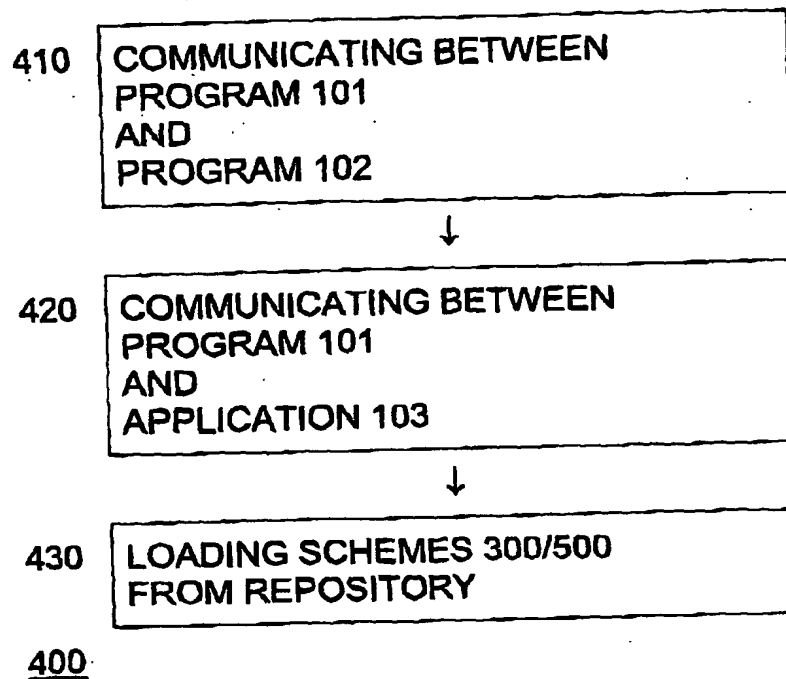 410 COMMUNICATING BETWEEN
PROGRAM 101
AND
PROGRAM 102
↓
420 COMMUNICATING BETWEEN
PROGRAM 101
AND
APPLICATION 103
↓
430 LOADING SCHEMES 300/500
FROM REPOSITORY
400